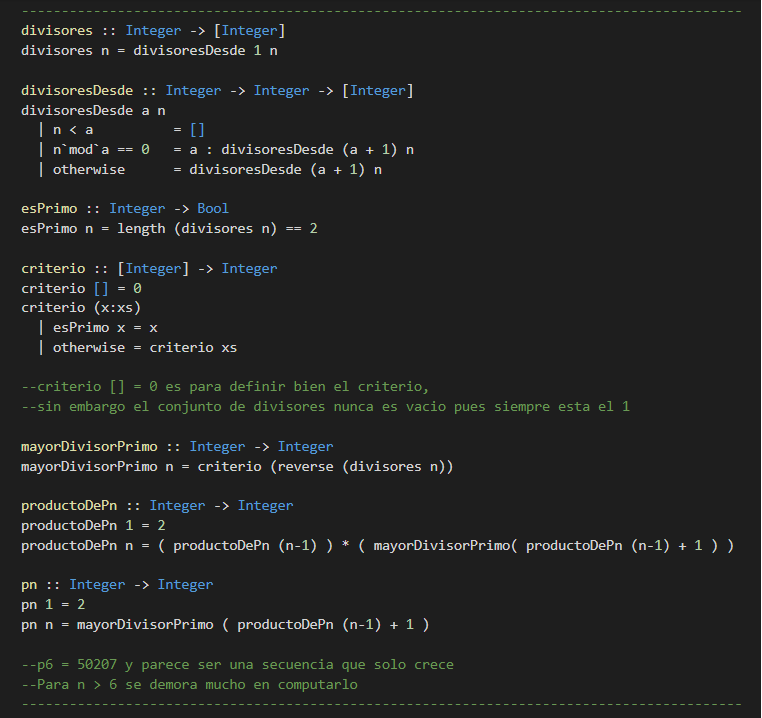 ------------------------------------------------------------------------------------------
divisores :: Integer -> [Integer]
divisores n = divisoresDesde 1 n

divisoresDesde :: Integer -> Integer -> [Integer]
divisoresDesde a n
  | n < a          = []
  | n`mod`a == 0   = a : divisoresDesde (a + 1) n
  | otherwise      = divisoresDesde (a + 1) n

esPrimo :: Integer -> Bool
esPrimo n = length (divisores n) == 2

criterio :: [Integer] -> Integer
criterio [] = 0
criterio (x:xs)
  | esPrimo x = x
  | otherwise = criterio xs

--criterio [] = 0 es para definir bien el criterio,
--sin embargo el conjunto de divisores nunca es vacio pues siempre esta el 1

mayorDivisorPrimo :: Integer -> Integer
mayorDivisorPrimo n = criterio (reverse (divisores n))

productoDePn :: Integer -> Integer
productoDePn 1 = 2
productoDePn n = ( productoDePn (n-1) ) * ( mayorDivisorPrimo( productoDePn (n-1) + 1 ) )

pn :: Integer -> Integer
pn 1 = 2
pn n = mayorDivisorPrimo ( productoDePn (n-1) + 1 )

--p6 = 50207 y parece ser una secuencia que solo crece
--Para n > 6 se demora mucho en computarlo
------------------------------------------------------------------------------------------